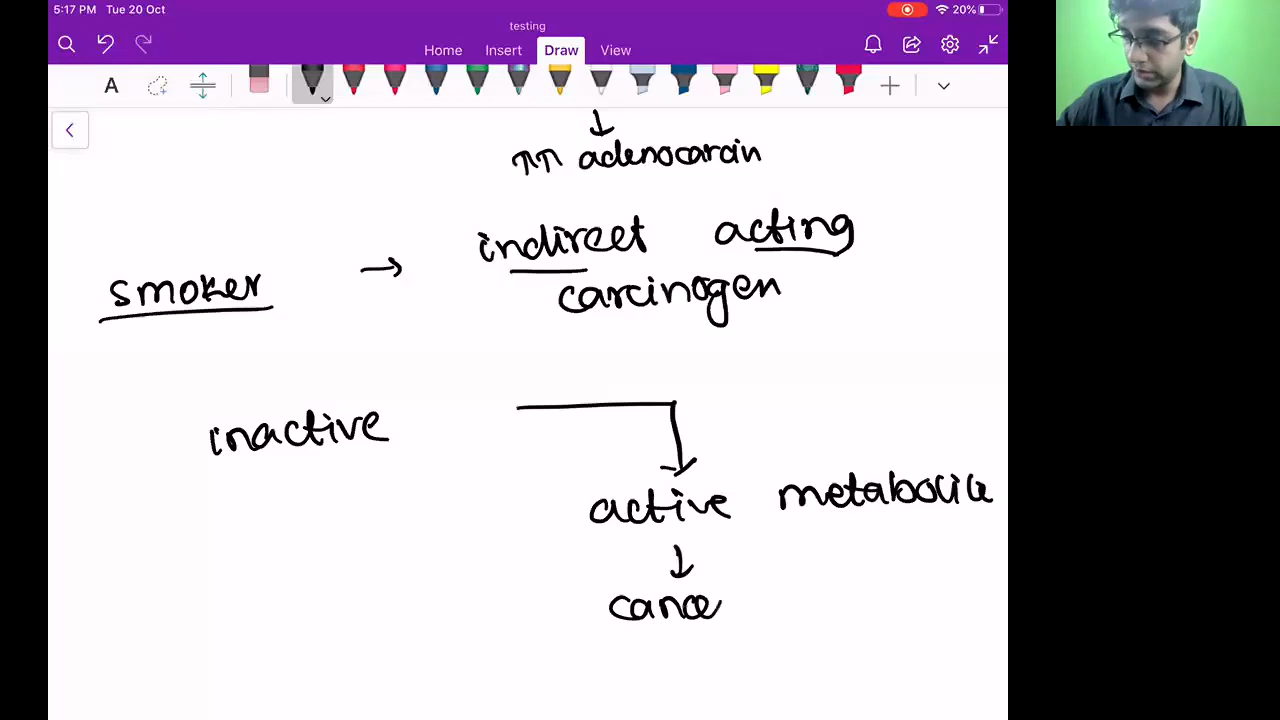 5:17 PM Tue 20 Oct
20%
testing
Home Insert Draw View
A
↓
↑↑ adenocarcin
indirect acting
smoker → carcinogen
inactive
active metabolite
↓
cance